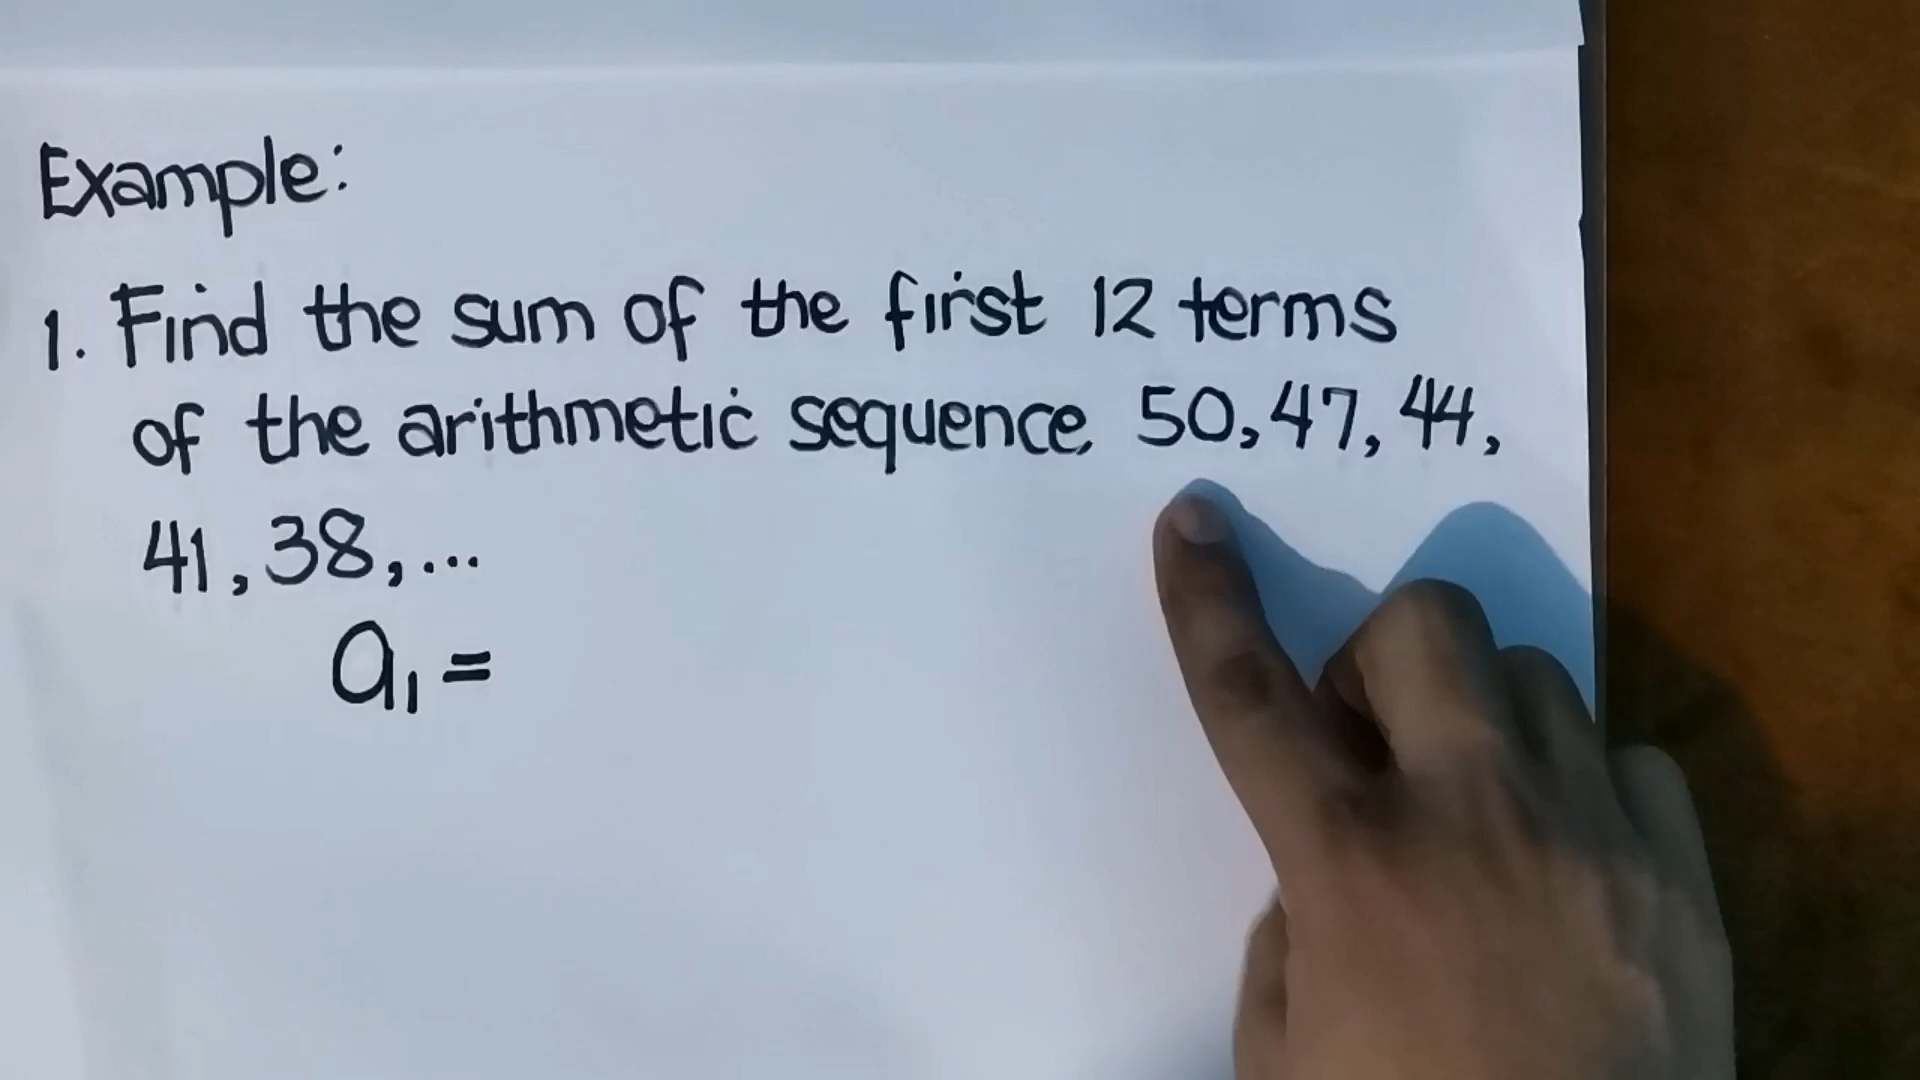 Example:
1. Find the sum of the first 12 terms
of the arithmetic sequence, 50, 47, 44,
41, 38, ...
a₁ =